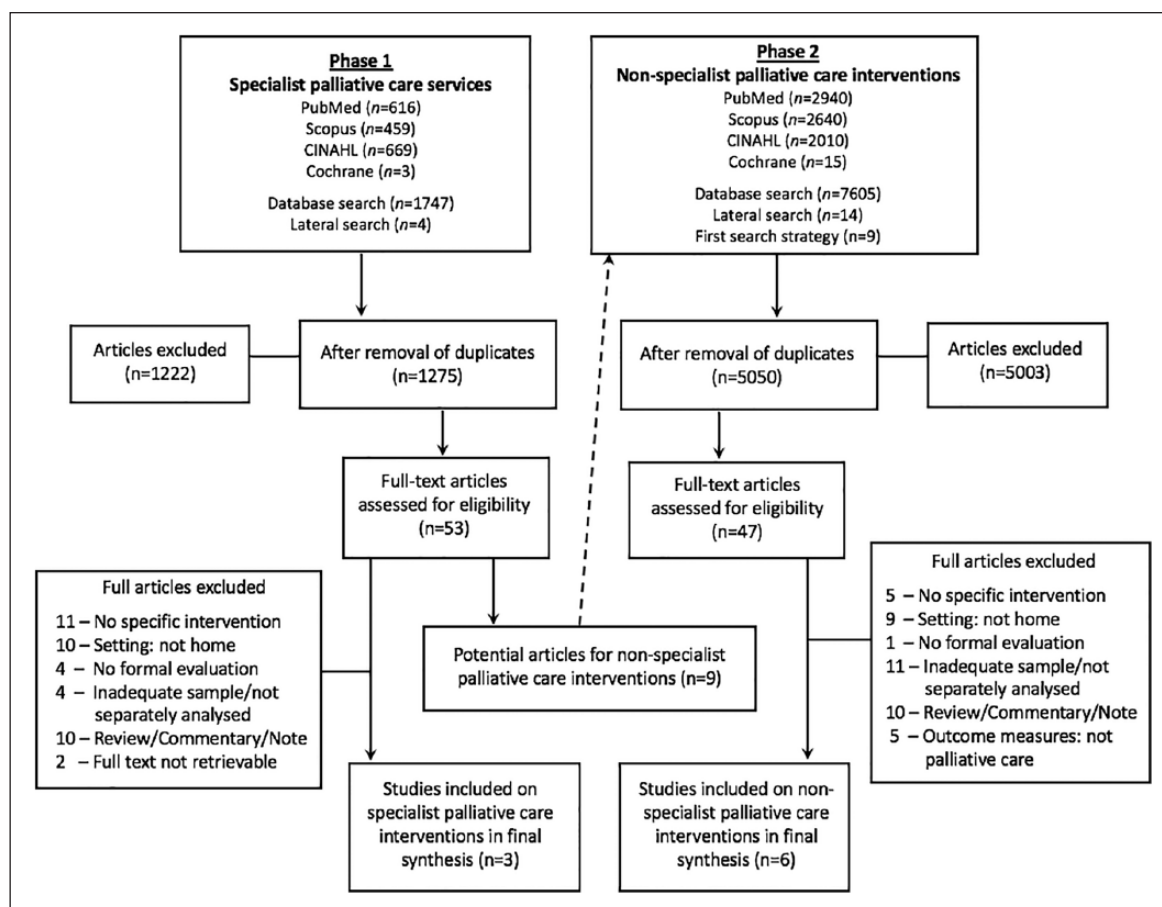 Phase 1
Specialist palliative care services
PubMed (n=616)
Scopus (n=459)
CINAHL (n=669)
Cochrane (n=3)
Database search (n=1747)
Lateral search (n=4)
Phase 2
Non-specialist palliative care interventions
PubMed (n=2940)
Scopus (n=2640)
CINAHL (n=2010)
Cochrane (n=15)
Database search (n=7605)
Lateral search (n=14)
First search strategy (n=9)
Articles excluded
(n=1222)
After removal of duplicates
(n=1275)
After removal of duplicates
(n=5050)
Articles excluded
(n=5003)
Full-text articles
assessed for eligibility
(n=53)
Full-text articles
assessed for eligibility
(n=47)
Full articles excluded
11 – No specific intervention
10 – Setting: not home
4 – No formal evaluation
4 – Inadequate sample/not
separately analysed
10 – Review/Commentary/Note
2 – Full text not retrievable
Potential articles for non-specialist
palliative care interventions (n=9)
Full articles excluded
5 – No specific intervention
9 – Setting: not home
1 – No formal evaluation
11 – Inadequate sample/not
separately analysed
10 – Review/Commentary/Note
5 – Outcome measures: not
palliative care
Studies included on
specialist palliative care
interventions in final
synthesis (n=3)
Studies included on non-
specialist palliative care
interventions in final
synthesis (n=6)